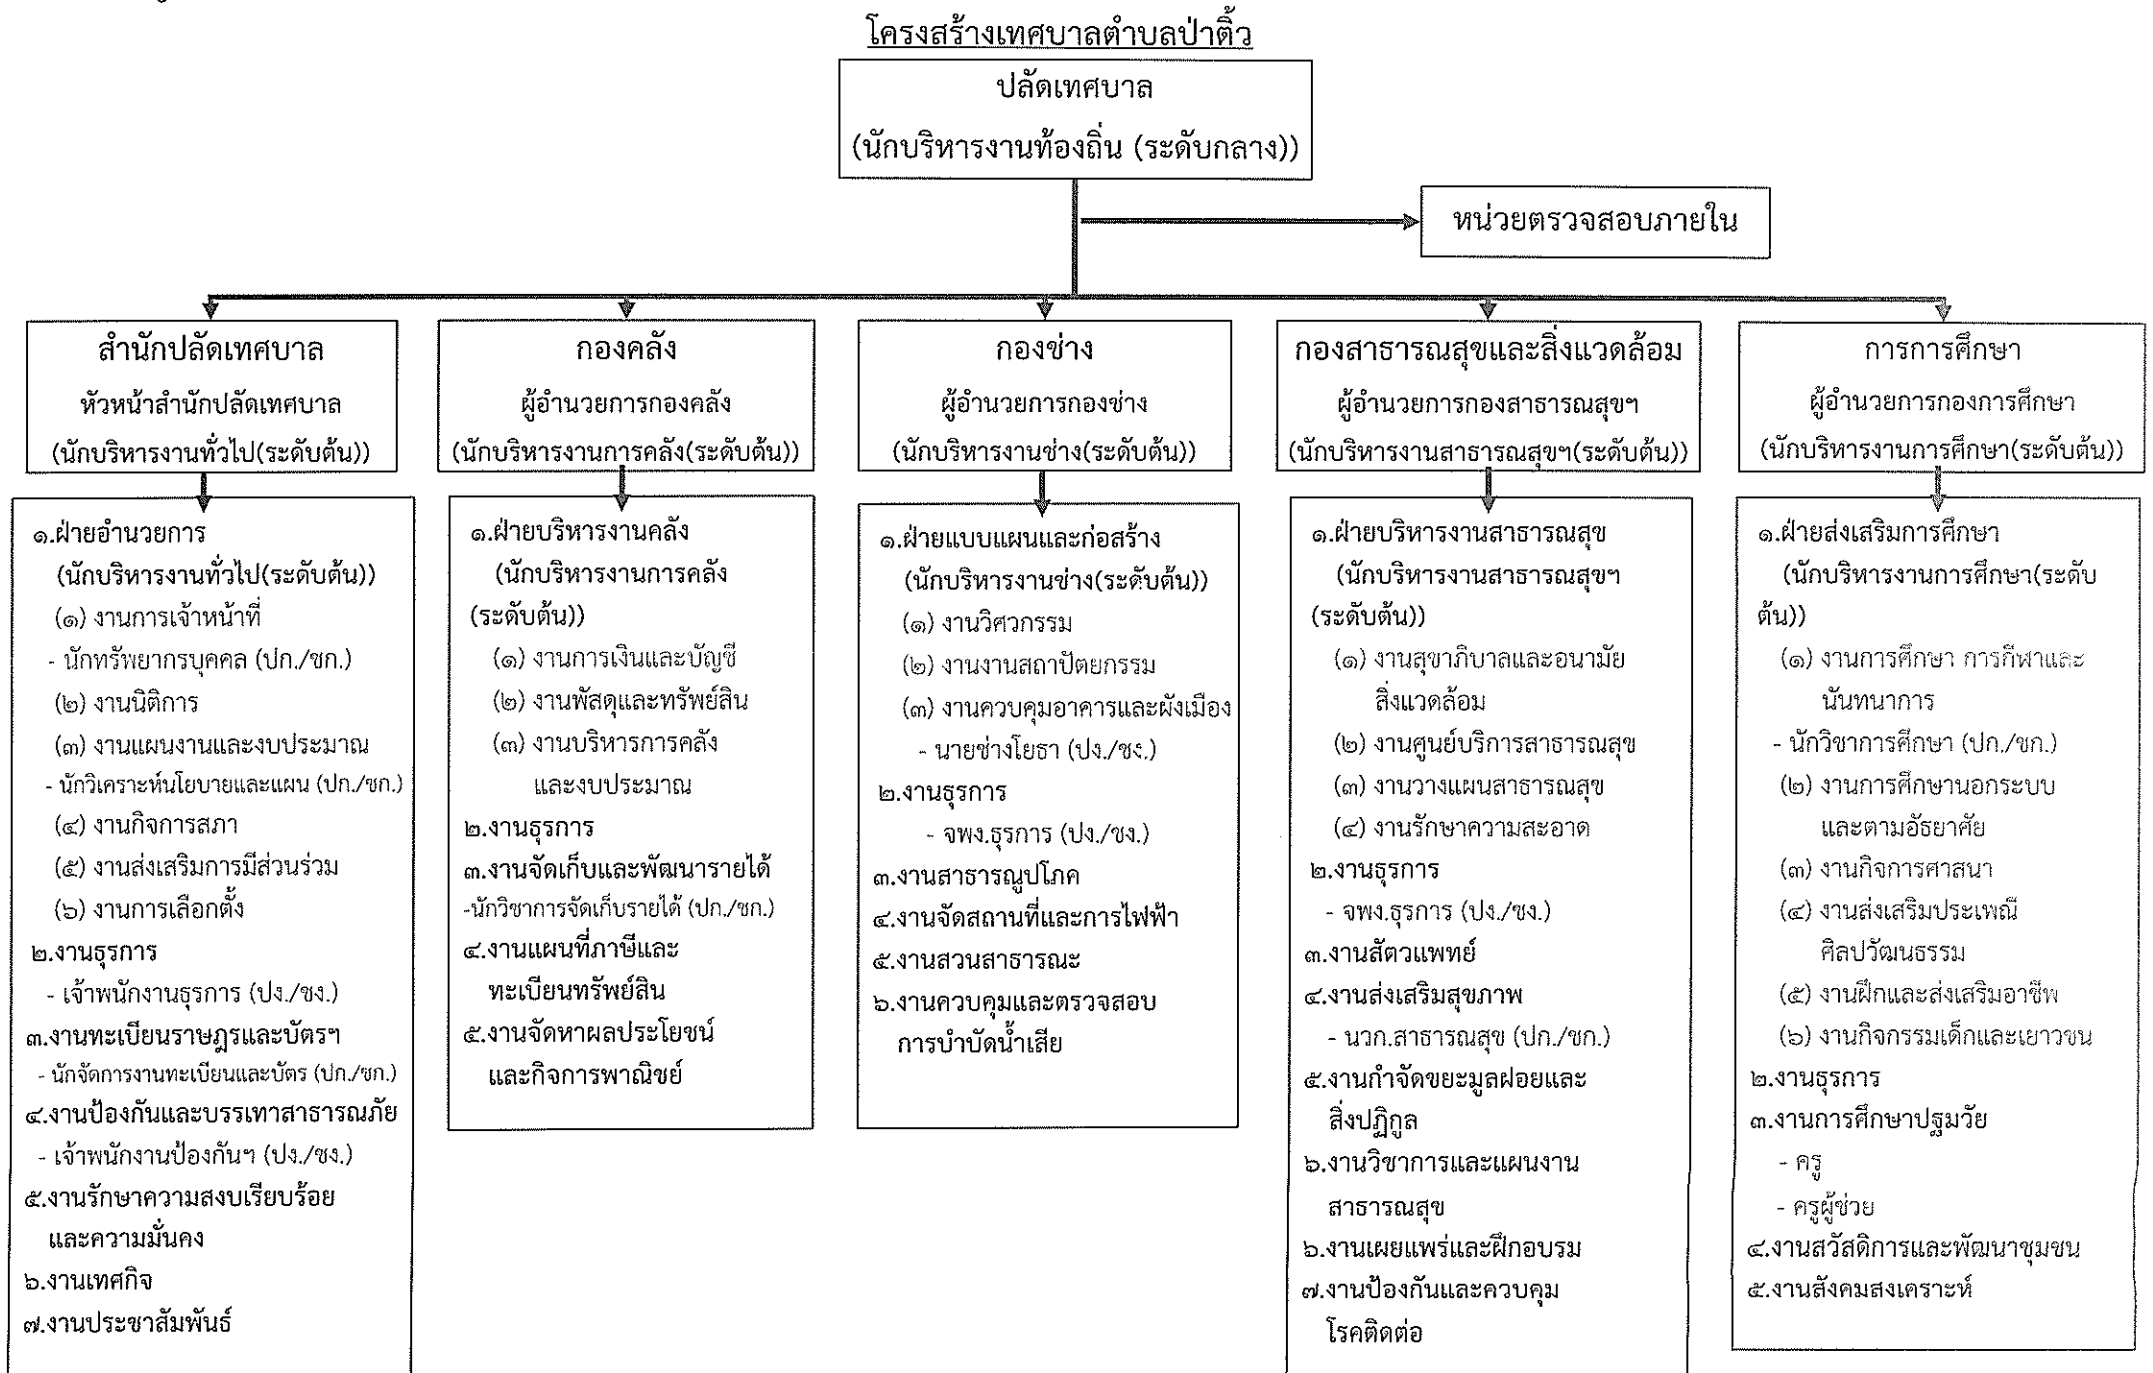 โครงสร้างเทศบาลตำบลป่าติ้ว
ปลัดเทศบาล
(นักบริหารงานท้องถิ่น (ระดับกลาง))
หน่วยตรวจสอบภายใน
สำนักปลัดเทศบาล
หัวหน้าสำนักปลัดเทศบาล
(นักบริหารงานทั่วไป(ระดับต้น))
กองคลัง
ผู้อำนวยการกองคลัง
(นักบริหารงานการคลัง(ระดับต้น))
กองช่าง
ผู้อำนวยการกองช่าง
(นักบริหารงานช่าง(ระดับต้น))
กองสาธารณสุขและสิ่งแวดล้อม
ผู้อำนวยการกองสาธารณสุขฯ
(นักบริหารงานสาธารณสุขฯ(ระดับต้น))
การการศึกษา
ผู้อำนวยการกองการศึกษา
(นักบริหารงานการศึกษา(ระดับต้น))
๑.ฝ่ายอำนวยการ
(นักบริหารงานทั่วไป(ระดับต้น))
(๑) งานการเจ้าหน้าที่
- นักทรัพยากรบุคคล (ปก./ชก.)
(๒) งานนิติการ
(๓) งานแผนงานและงบประมาณ
- นักวิเคราะห์นโยบายและแผน (ปก./ชก.)
(๔) งานกิจการสภา
(๕) งานส่งเสริมการมีส่วนร่วม
(๖) งานการเลือกตั้ง
๒.งานธุรการ
- เจ้าพนักงานธุรการ (ปง./ชง.)
๓.งานทะเบียนราษฎรและบัตรฯ
- นักจัดการงานทะเบียนและบัตร (ปก./ชก.)
๔.งานป้องกันและบรรเทาสาธารณภัย
- เจ้าพนักงานป้องกันฯ (ปง./ชง.)
๕.งานรักษาความสงบเรียบร้อย
และความมั่นคง
๖.งานเทศกิจ
๗.งานประชาสัมพันธ์
๑.ฝ่ายบริหารงานคลัง
(นักบริหารงานการคลัง
(ระดับต้น))
(๑) งานการเงินและบัญชี
(๒) งานพัสดุและทรัพย์สิน
(๓) งานบริหารการคลัง
และงบประมาณ
๒.งานธุรการ
๓.งานจัดเก็บและพัฒนารายได้
-นักวิชาการจัดเก็บรายได้ (ปก./ชก.)
๔.งานแผนที่ภาษีและ
ทะเบียนทรัพย์สิน
๕.งานจัดหาผลประโยชน์
และกิจการพาณิชย์
๑.ฝ่ายแบบแผนและก่อสร้าง
(นักบริหารงานช่าง(ระดับต้น))
(๑) งานวิศวกรรม
(๒) งานงานสถาปัตยกรรม
(๓) งานควบคุมอาคารและผังเมือง
- นายช่างโยธา (ปง./ชง.)
๒.งานธุรการ
- จพง.ธุรการ (ปง./ชง.)
๓.งานสาธารณูปโภค
๔.งานจัดสถานที่และการไฟฟ้า
๕.งานสวนสาธารณะ
๖.งานควบคุมและตรวจสอบ
การบำบัดน้ำเสีย
๑.ฝ่ายบริหารงานสาธารณสุข
(นักบริหารงานสาธารณสุขฯ
(ระดับต้น))
(๑) งานสุขาภิบาลและอนามัย
สิ่งแวดล้อม
(๒) งานศูนย์บริการสาธารณสุข
(๓) งานวางแผนสาธารณสุข
(๔) งานรักษาความสะอาด
๒.งานธุรการ
- จพง.ธุรการ (ปง./ชง.)
๓.งานสัตวแพทย์
๔.งานส่งเสริมสุขภาพ
- นวก.สาธารณสุข (ปก./ชก.)
๕.งานกำจัดขยะมูลฝอยและ
สิ่งปฏิกูล
๖.งานวิชาการและแผนงาน
สาธารณสุข
๖.งานเผยแพร่และฝึกอบรม
๗.งานป้องกันและควบคุม
โรคติดต่อ
๑.ฝ่ายส่งเสริมการศึกษา
(นักบริหารงานการศึกษา(ระดับ
ต้น))
(๑) งานการศึกษา การกีฬาและ
นันทนาการ
- นักวิชาการศึกษา (ปก./ชก.)
(๒) งานการศึกษานอกระบบ
และตามอัธยาศัย
(๓) งานกิจการศาสนา
(๔) งานส่งเสริมประเพณี
ศิลปวัฒนธรรม
(๕) งานฝึกและส่งเสริมอาชีพ
(๖) งานกิจกรรมเด็กและเยาวชน
๒.งานธุรการ
๓.งานการศึกษาปฐมวัย
- ครู
- ครูผู้ช่วย
๔.งานสวัสดิการและพัฒนาชุมชน
๕.งานสังคมสงเคราะห์